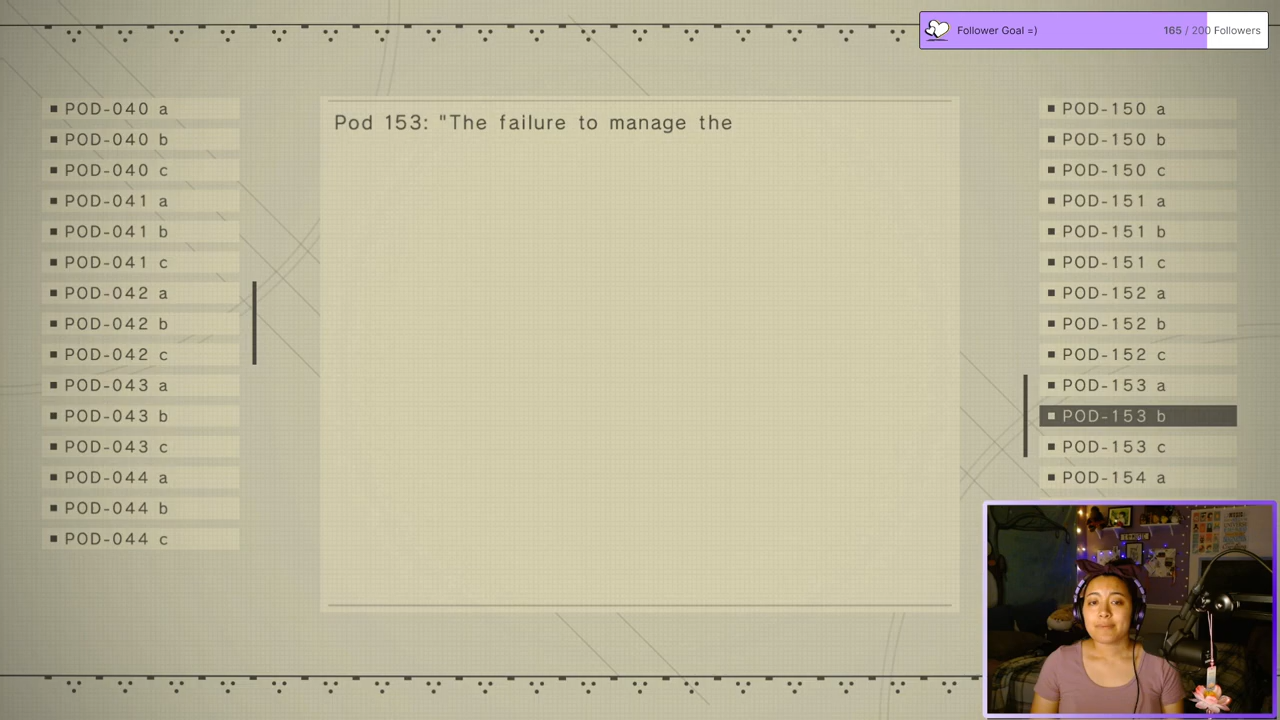 Follower Goal =)
165 / 200 Followers
POD-040 a
POD-040 b
POD-040 c
POD-041 a
POD-041 b
POD-041 c
POD-042 a
POD-042 b
POD-042 c
POD-043 a
POD-043 b
POD-043 c
POD-044 a
POD-044 b
POD-044 c
Pod 153: "The failure to manage the
POD-150 a
POD-150 b
POD-150 c
POD-151 a
POD-151 b
POD-151 c
POD-152 a
POD-152 b
POD-152 c
POD-153 a
POD-153 b
POD-153 c
POD-154 a